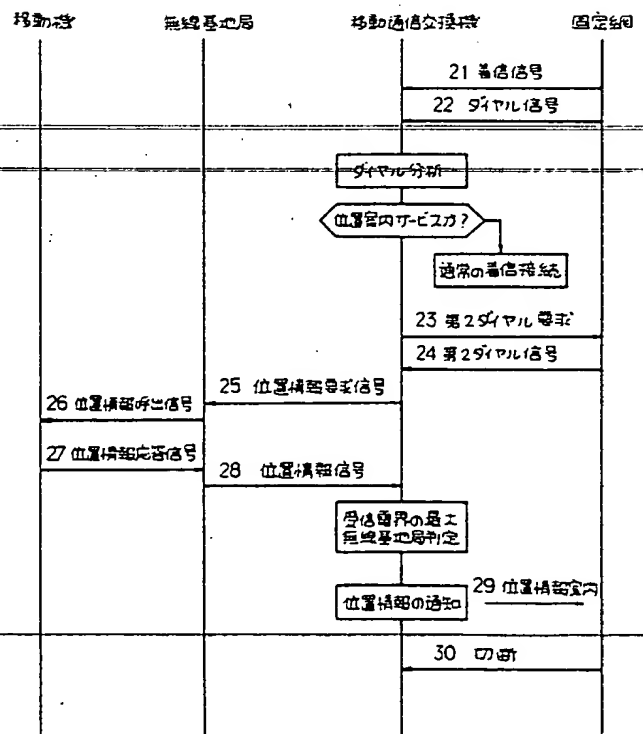 移動機 無線基地局 移動通信交換機 固定網
21 着信信号
22 ダイヤル信号
ダイヤル分析
位置案内サービスか?
通常の着信接続
23 第2ダイヤル要求
24 第2ダイヤル信号
25 位置情報要求信号
26 位置情報呼出信号
27 位置情報応答信号
28 位置情報信号
受信電界の最大
無線基地局判定
29 位置情報案内
位置情報の通知
30 切断